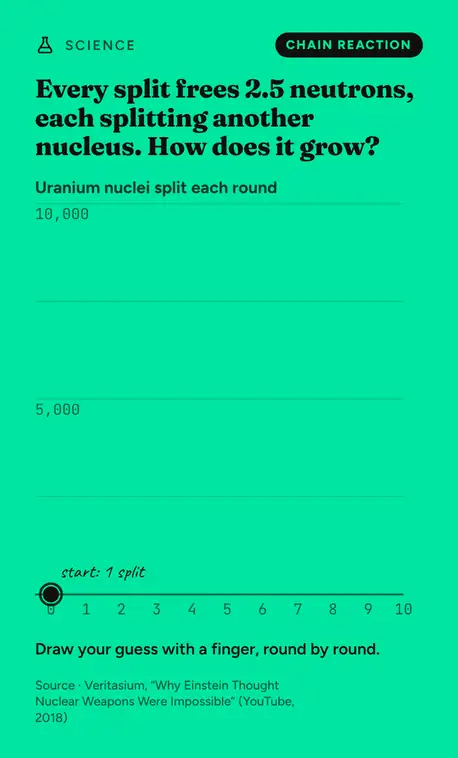 SCIENCE
CHAIN REACTION
Every split frees 2.5 neutrons,
each splitting another
nucleus. How does it grow?
Uranium nuclei split each round
10,000
5,000
start: 1 split
0 1 2 3 4 5 6 7 8 9 10
Draw your guess with a finger, round by round.
Source · Veritasium, “Why Einstein Thought
Nuclear Weapons Were Impossible” (YouTube,
2018)